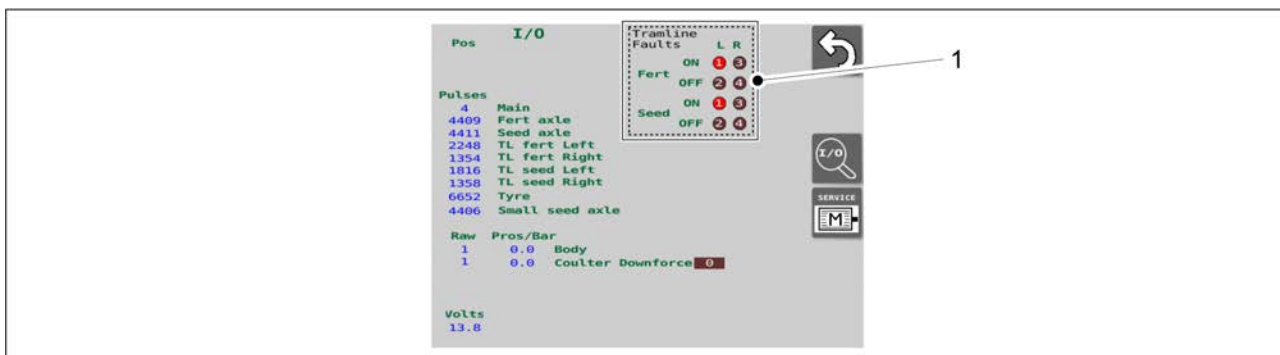 I/O
Pos
Tramline
Faults L R
Fert ON 1 3
OFF 2 4
Seed ON 1 3
OFF 2 4
1
Pulses
4 Main
4409 Fert axle
4411 Seed axle
2248 TL fert Left
1354 TL fert Right
1816 TL seed Left
1358 TL seed Right
6652 Tyre
4406 Small seed axle
I/O
SERVICE
M
Raw Pros/Bar
1 0.0 Body
1 0.0 Coulter Downforce 0
Volts
13.8